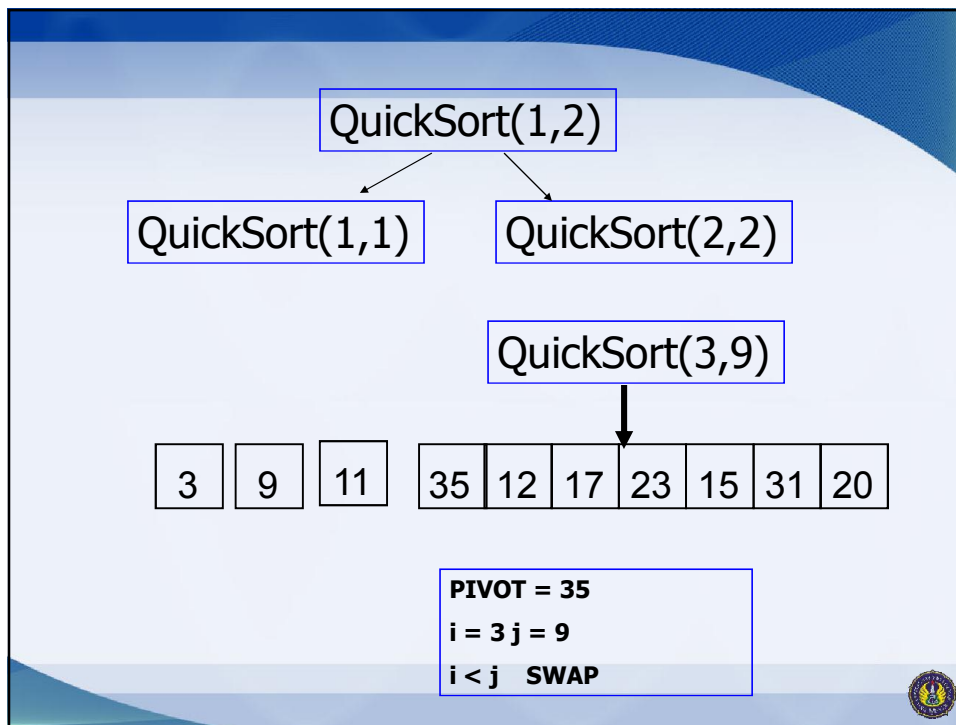 QuickSort(1,2)
QuickSort(1,1) QuickSort(2,2)
QuickSort(3,9)
3 9 11 35 12 17 23 15 31 20
PIVOT = 35
i = 3 j = 9
i < j SWAP